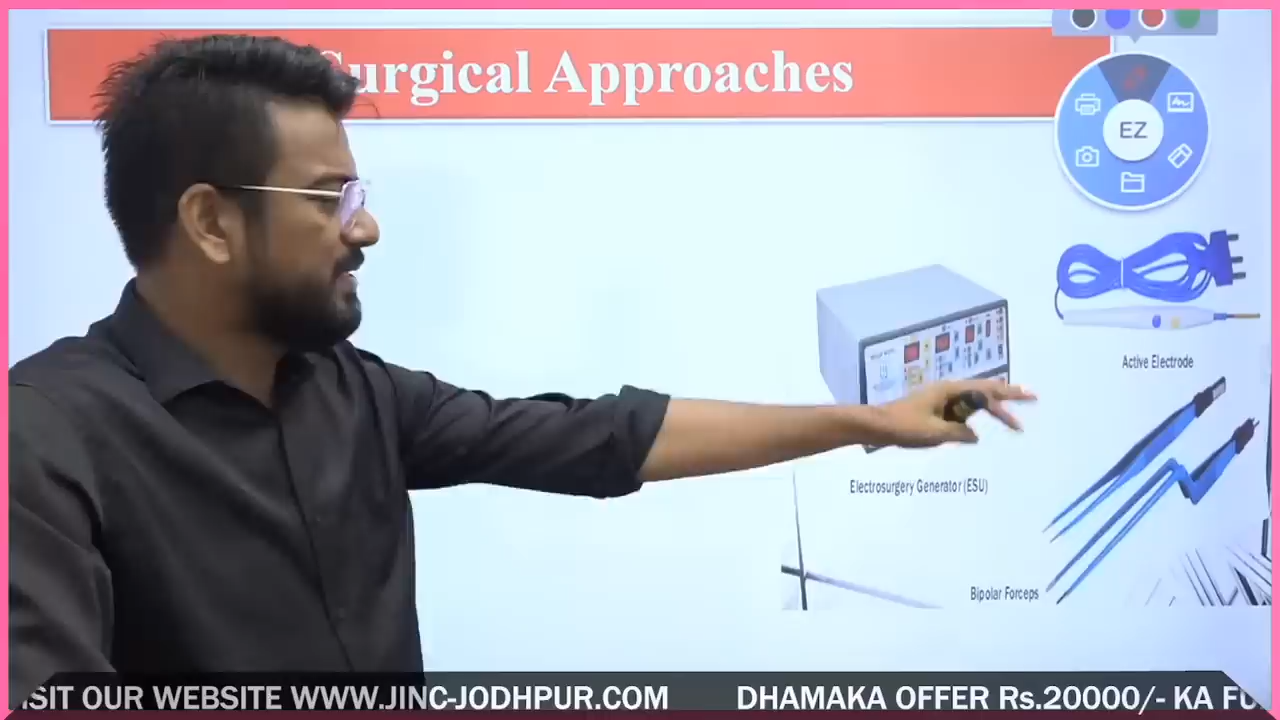 Surgical Approaches
EZ
Active Electrode
Electrosurgery Generator (ESU)
Bipolar Forceps
SIT OUR WEBSITE WWW.JINC-JODHPUR.COM DHAMAKA OFFER Rs.20000/- KA FU